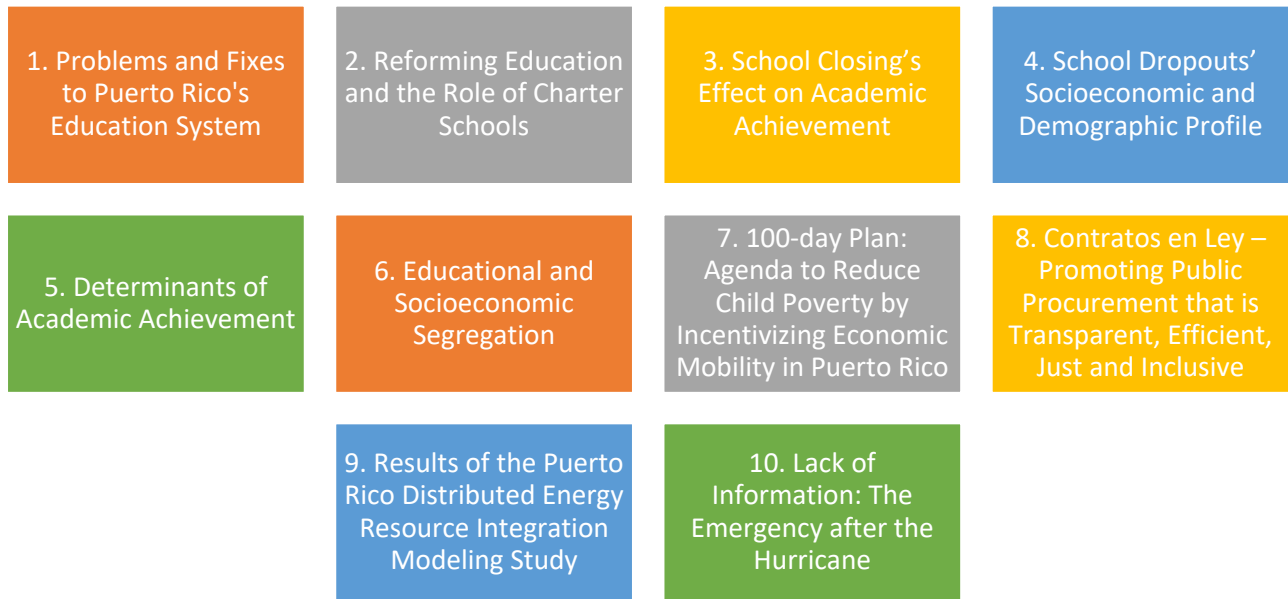 1. Problems and Fixes
to Puerto Rico's
Education System
2. Reforming Education
and the Role of Charter
Schools
3. School Closing’s
Effect on Academic
Achievement
4. School Dropouts’
Socioeconomic and
Demographic Profile
5. Determinants of
Academic Achievement
6. Educational and
Socioeconomic
Segregation
7. 100-day Plan:
Agenda to Reduce
Child Poverty by
Incentivizing Economic
Mobility in Puerto Rico
8. Contratos en Ley –
Promoting Public
Procurement that is
Transparent, Efficient,
Just and Inclusive
9. Results of the Puerto
Rico Distributed Energy
Resource Integration
Modeling Study
10. Lack of
Information: The
Emergency after the
Hurricane